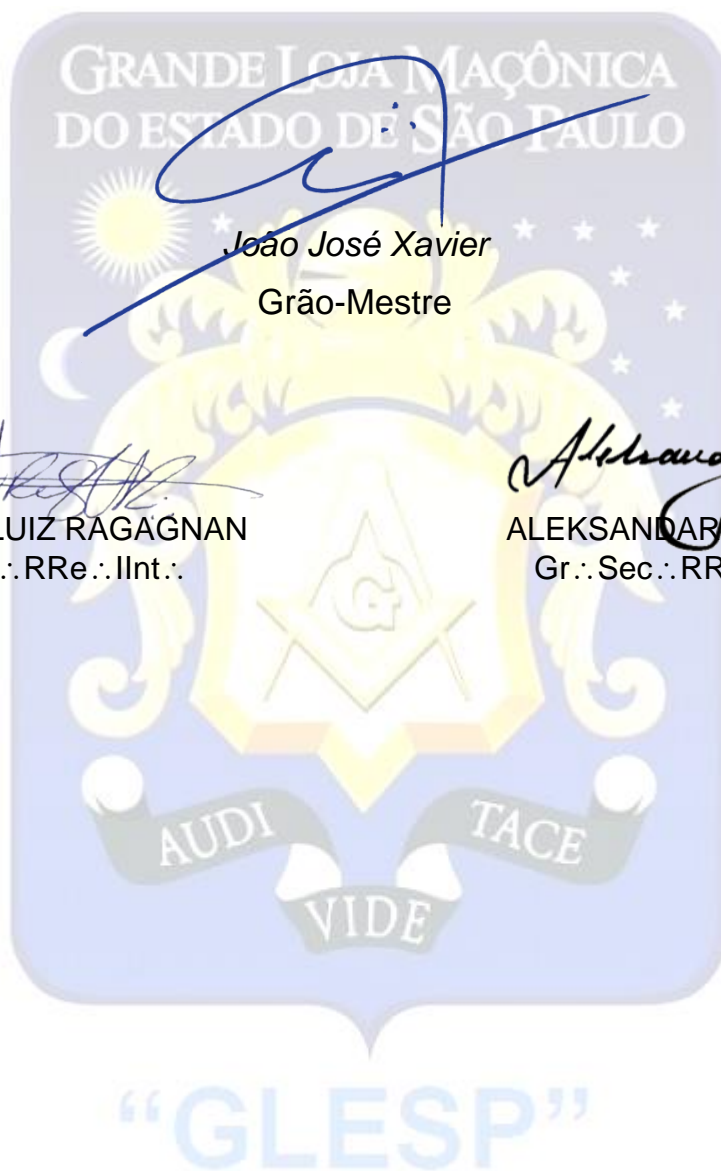 GRANDE LOJA MAÇÔNICA
DO ESTADO DE SÃO PAULO
João José Xavier
Grão-Mestre
LUIZ RAGAGNAN
∴RRe∴IInt∴
ALEKSANDAR
Gr∴Sec∴RR
G
AUDI
TACE
VIDE
“GLESP”